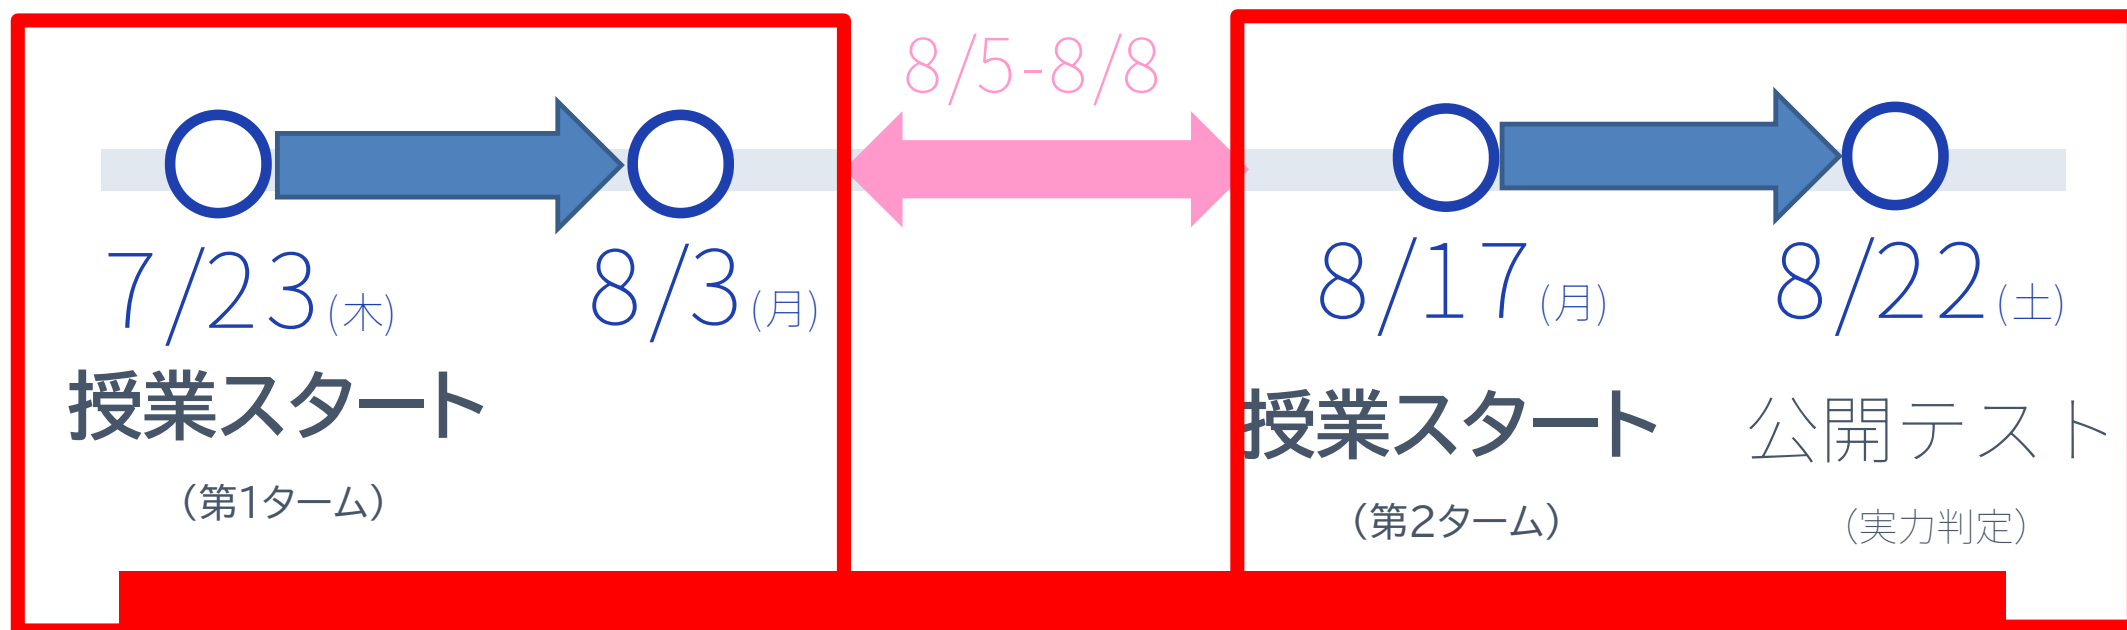 8/5-8/8
7/23(木)
8/3(月)
8/17(月)
8/22(土)
授業スタート
授業スタート
公開テスト
(第1ターム)
(第2ターム)
(実力判定)